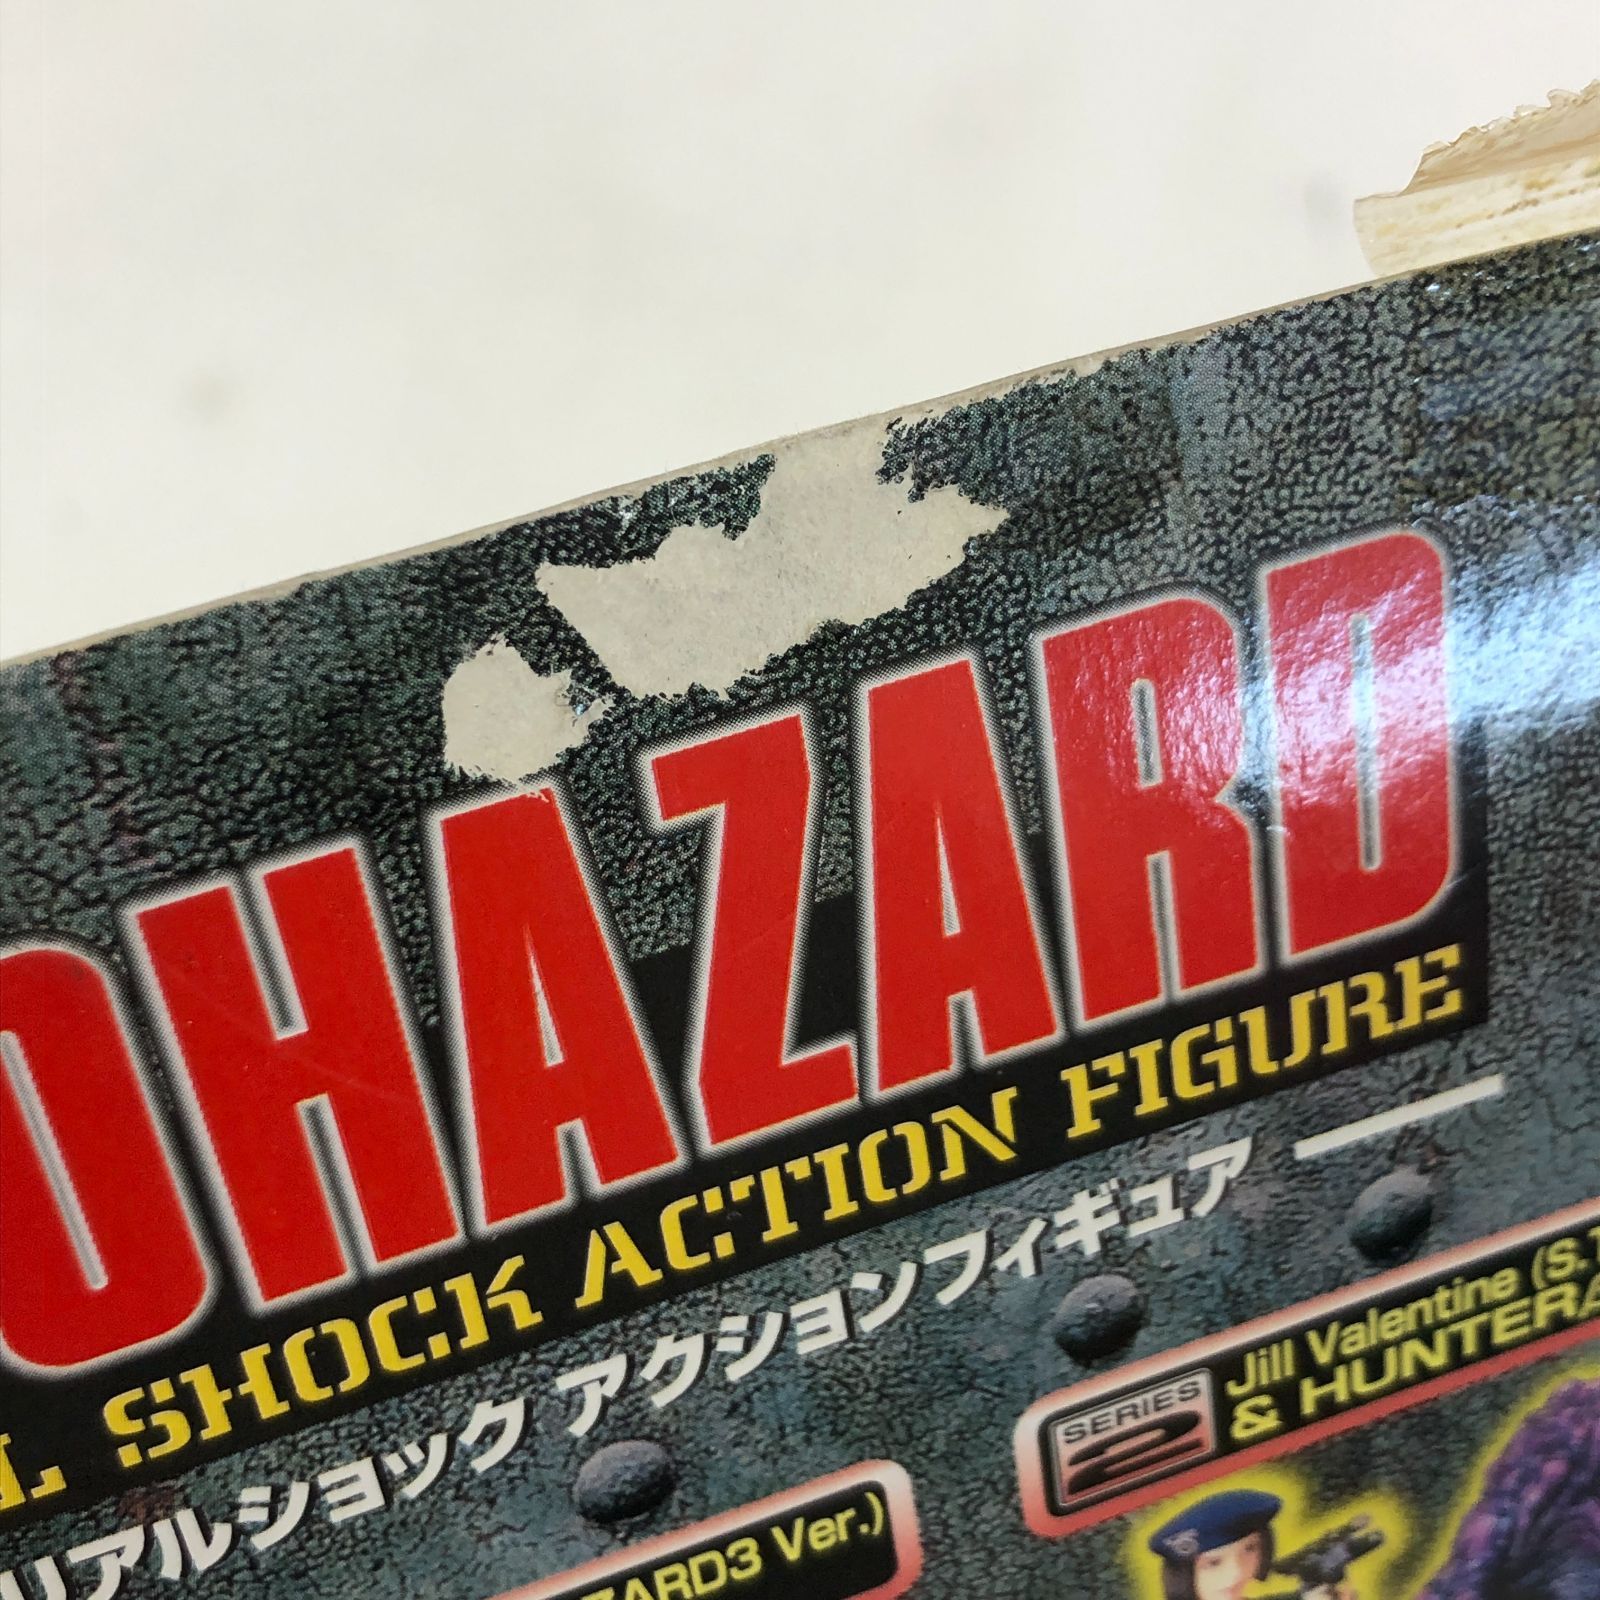 OHAZARD
L SHOCK ACTION FIGURE
リアルショック アクションフィギュア
SERIES 2
Jill Valentine (S.T
& HUNTERA
ZARD3 Ver.)